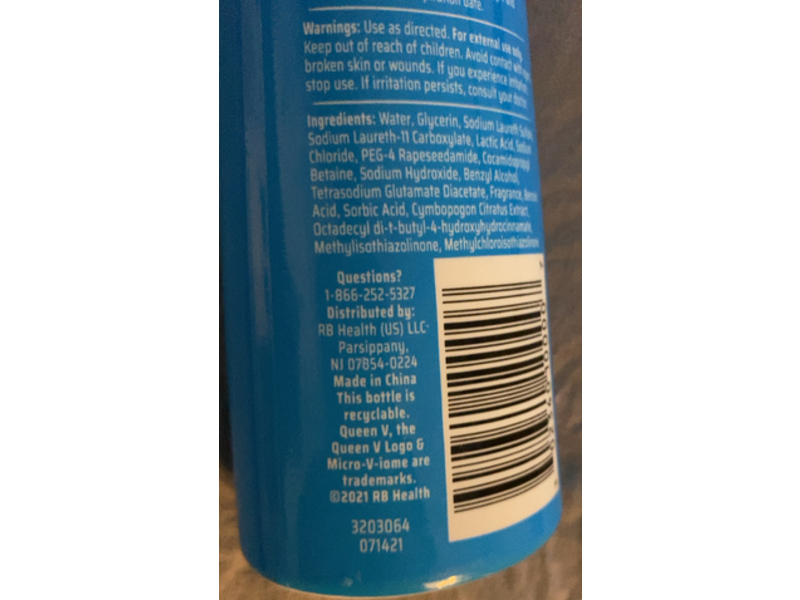 Warnings: Use as directed. For external use only.
Keep out of reach of children. Avoid contact with
broken skin or wounds. If you experience irritation,
stop use. If irritation persists, consult your doctor.
Ingredients: Water, Glycerin, Sodium Laureth Sulfate,
Sodium Laureth-11 Carboxylate, Lactic Acid, Sodium
Chloride, PEG-4 Rapeseedamide, Cocamidopropyl
Betaine, Sodium Hydroxide, Benzyl Alcohol,
Tetrasodium Glutamate Diacetate, Fragrance, Benzoic
Acid, Sorbic Acid, Cymbopogon Citratus Extract,
Octadecyl di-t-butyl-4-hydroxyhydrocinnamate,
Methylisothiazolinone, Methylchloroisothiazolinone
Questions?
1-866-252-5327
Distributed by:
RB Health (US) LLC
Parsippany,
NJ 07854-0224
Made in China
This bottle is
recyclable.
Queen V, the
Queen V Logo &
Micro-V-iome are
trademarks.
©2021 RB Health
3203064
071421